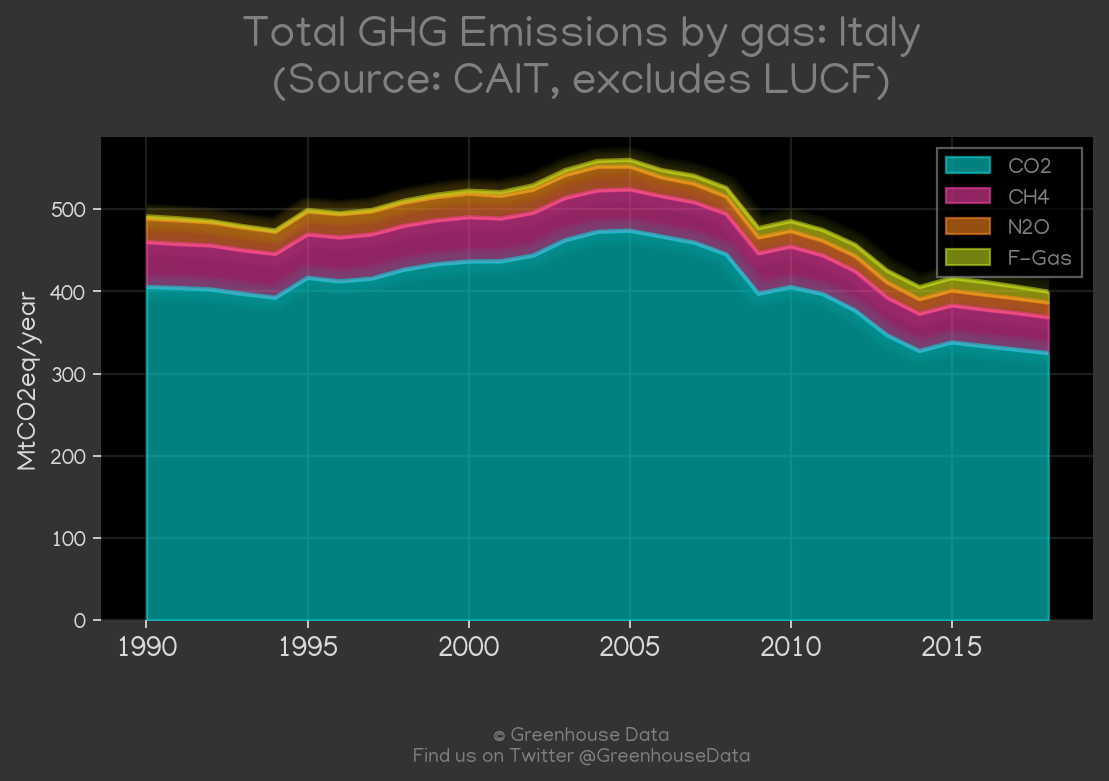 Total GHG Emissions by gas: Italy
(Source: CAIT, excludes LUCF)
CO2
CH4
N2O
F-Gas
MtCO2eq/year
500
400
300
200
100
0
1990 1995 2000 2005 2010 2015
© Greenhouse Data
Find us on Twitter @GreenhouseData